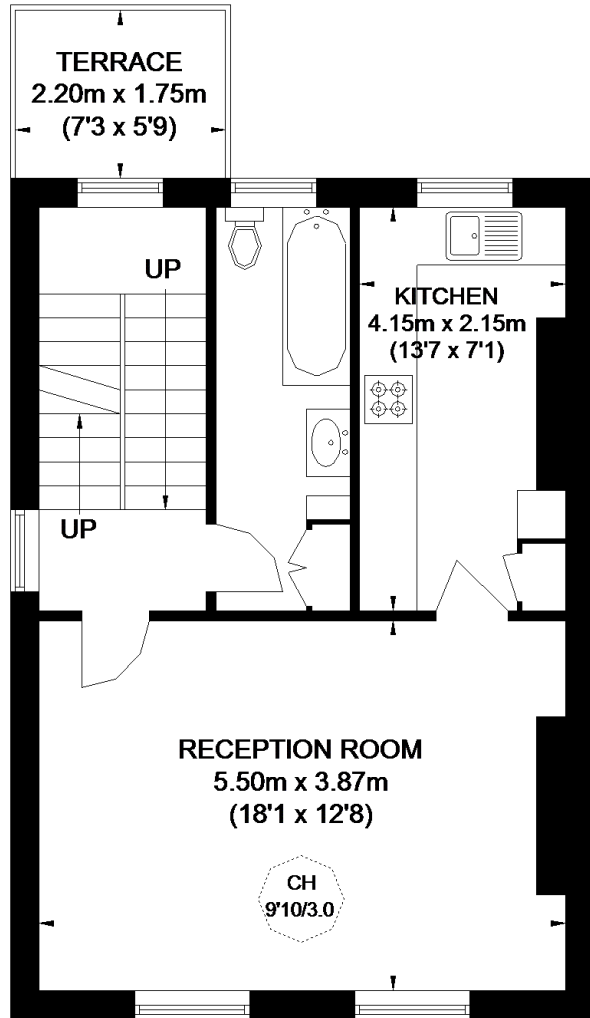 TERRACE
2.20m x 1.75m
(7'3 x 5'9)
UP
KITCHEN
4.15m x 2.15m
(13'7 x 7'1)
UP
RECEPTION ROOM
5.50m x 3.87m
(18'1 x 12'8)
CH
9'10/3.0